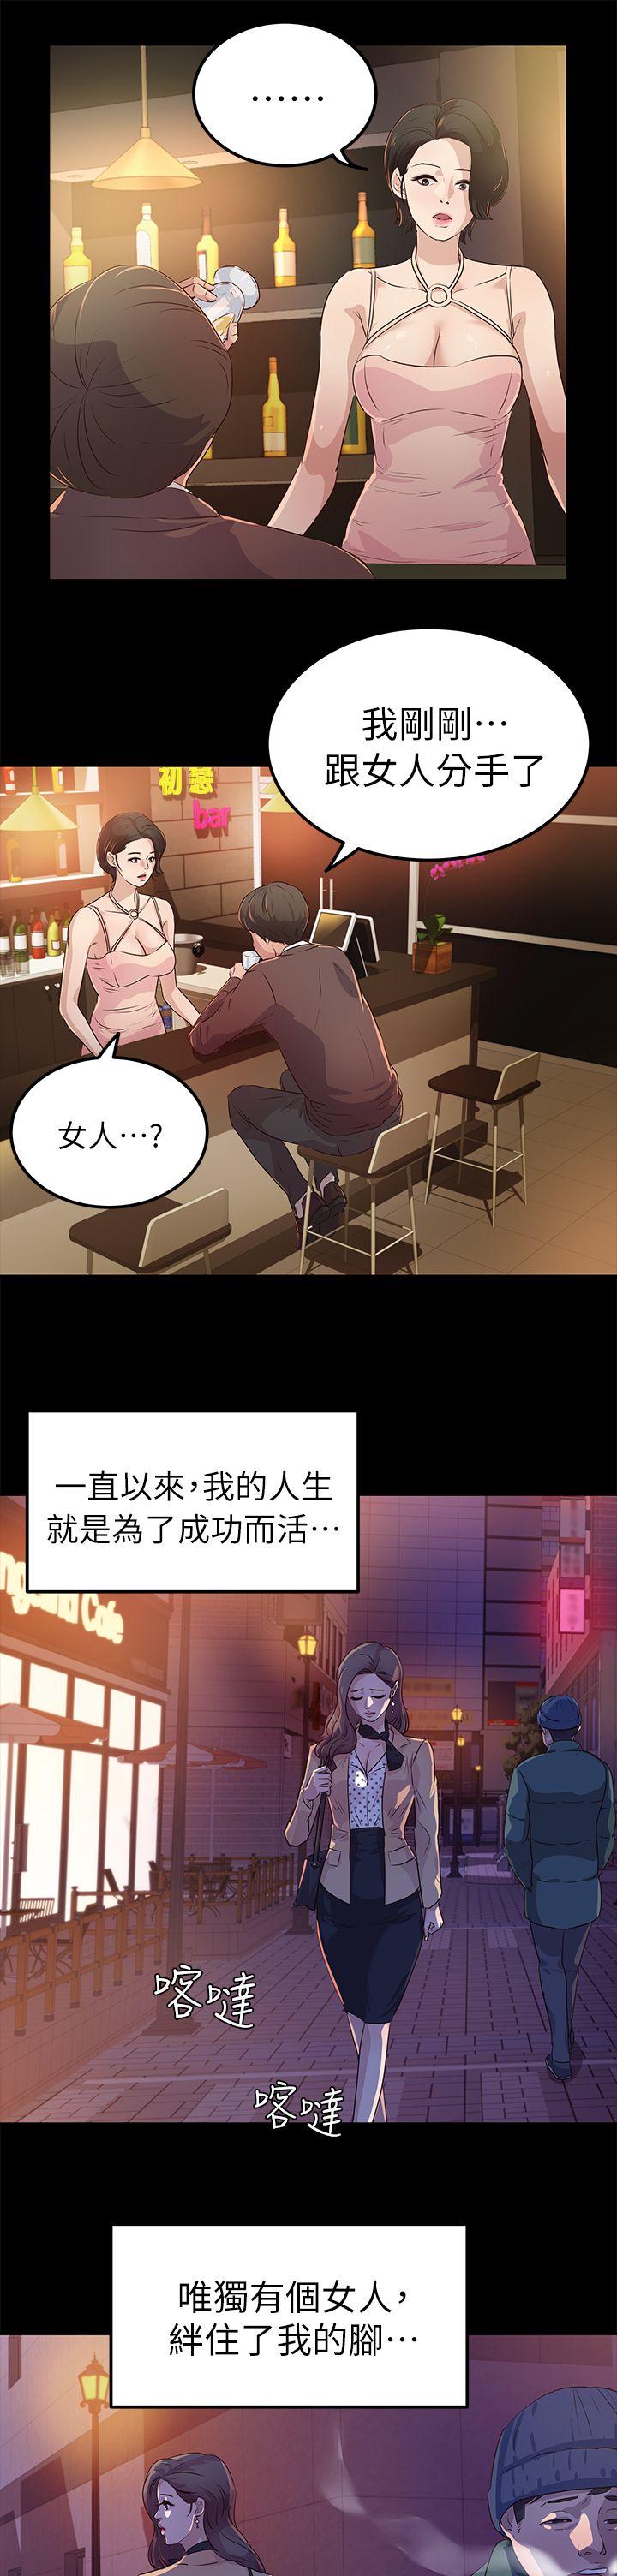 ……
我剛剛…
跟女人分手了
初戀
bar
女人…?
一直以來，我的人生
就是為了成功而活…
Cafe
喀噠
喀噠
唯獨有個女人，
絆住了我的腳…